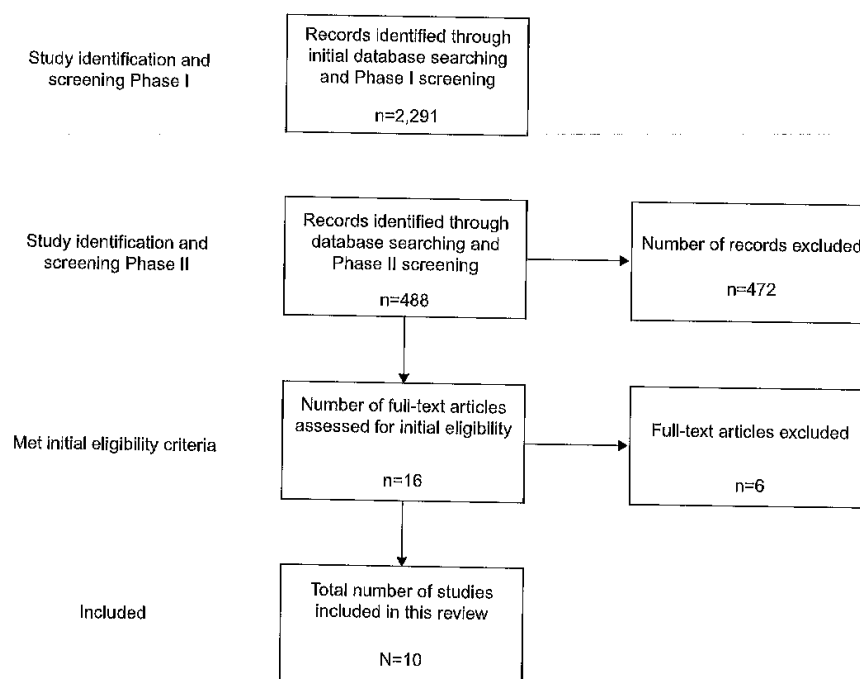 Study identification and
screening Phase I
Records identified through
initial database searching
and Phase I screening
n=2,291
Study identification and
screening Phase II
Records identified through
database searching and
Phase II screening
n=488
Number of records excluded
n=472
Met initial eligibility criteria
Number of full-text articles
assessed for initial eligibility
n=16
Full-text articles excluded
n=6
Included
Total number of studies
included in this review
N=10